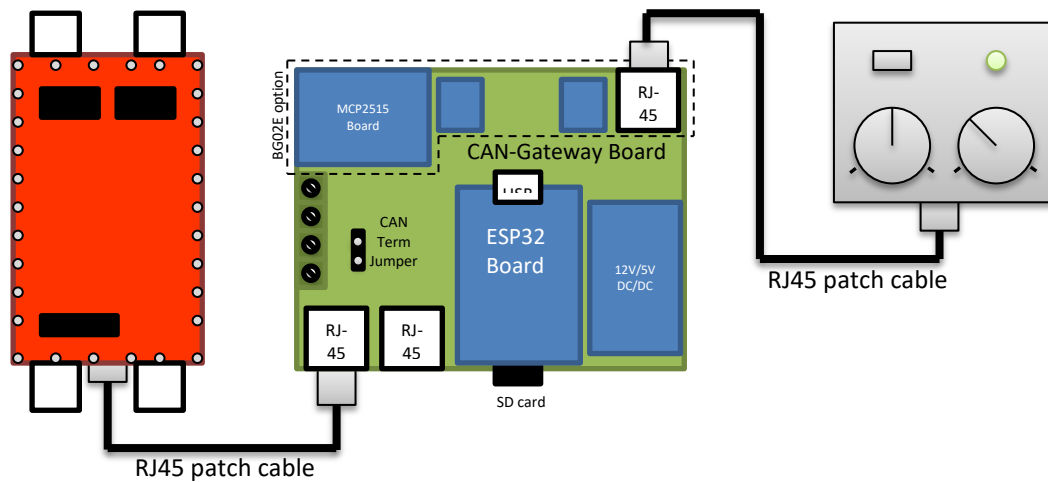 BG02E option
MCP2515
Board
RJ-
45
CAN-Gateway Board
CAN
Term
Jumper
ESP32
Board
12V/5V
DC/DC
RJ-
45
RJ-
45
SD card
RJ45 patch cable
RJ45 patch cable